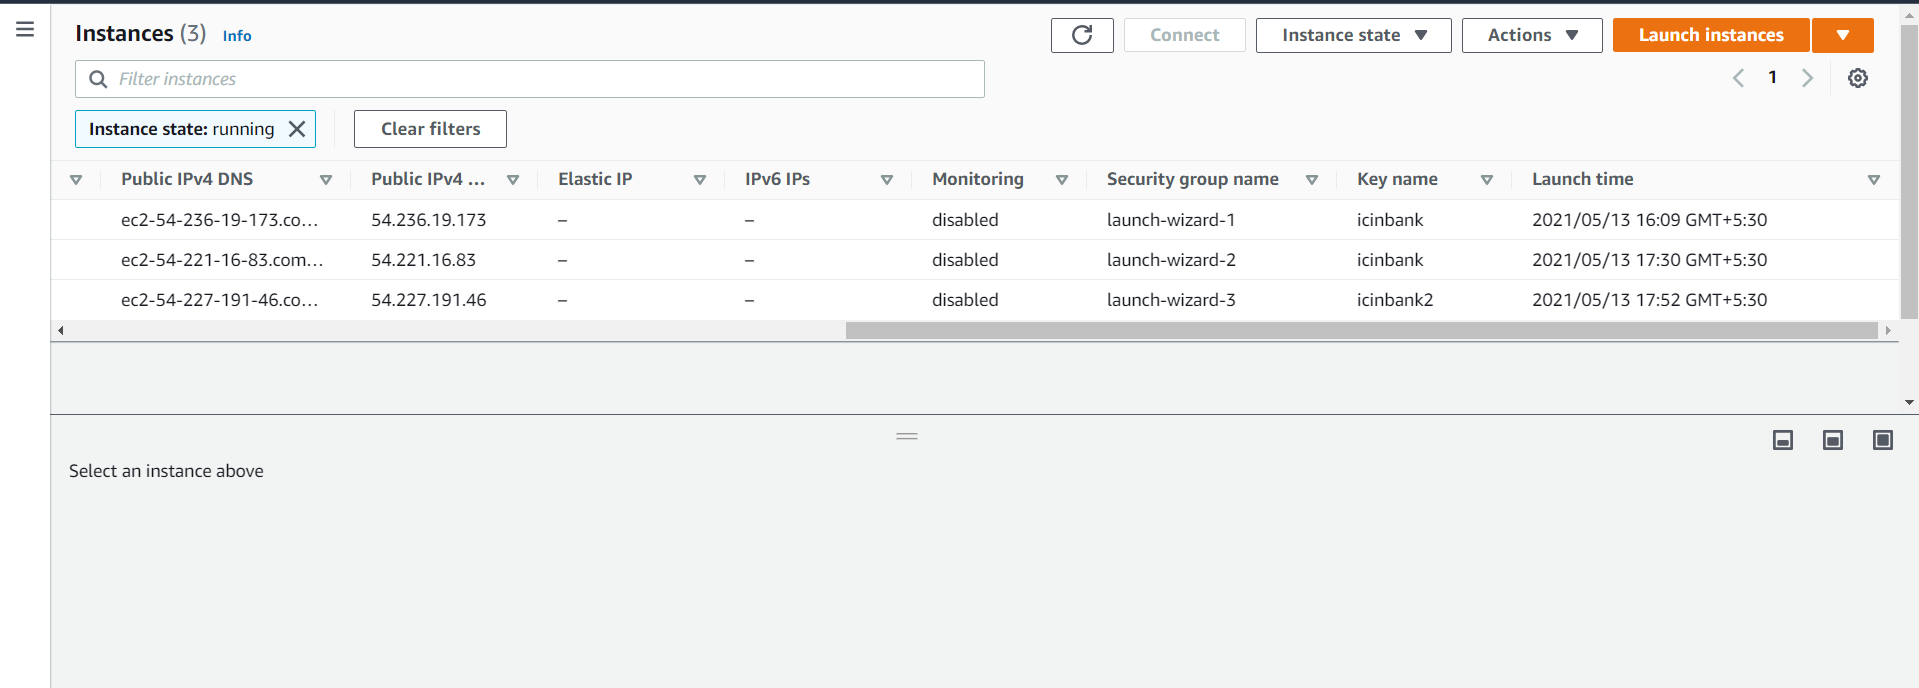 Instances (3) Info
Connect
Instance state
Actions
Launch instances
Filter instances
1
Instance state: running
Clear filters
Public IPv4 DNS Public IPv4 ... Elastic IP IPv6 IPs Monitoring Security group name Key name Launch time
ec2-54-236-19-173.co... 54.236.19.173 – – disabled launch-wizard-1 icinbank 2021/05/13 16:09 GMT+5:30
ec2-54-221-16-83.com... 54.221.16.83 – – disabled launch-wizard-2 icinbank 2021/05/13 17:30 GMT+5:30
ec2-54-227-191-46.co... 54.227.191.46 – – disabled launch-wizard-3 icinbank2 2021/05/13 17:52 GMT+5:30
Select an instance above